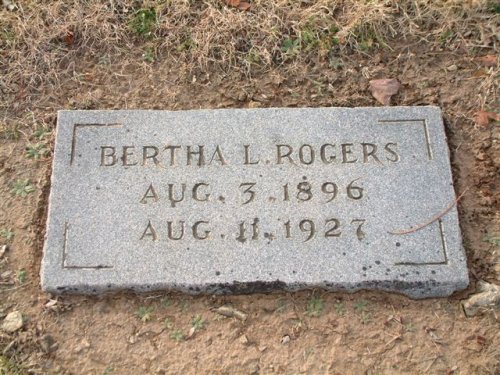 BERTHA L. ROGERS
AUG. 3, 1896
AUG. 11, 1927